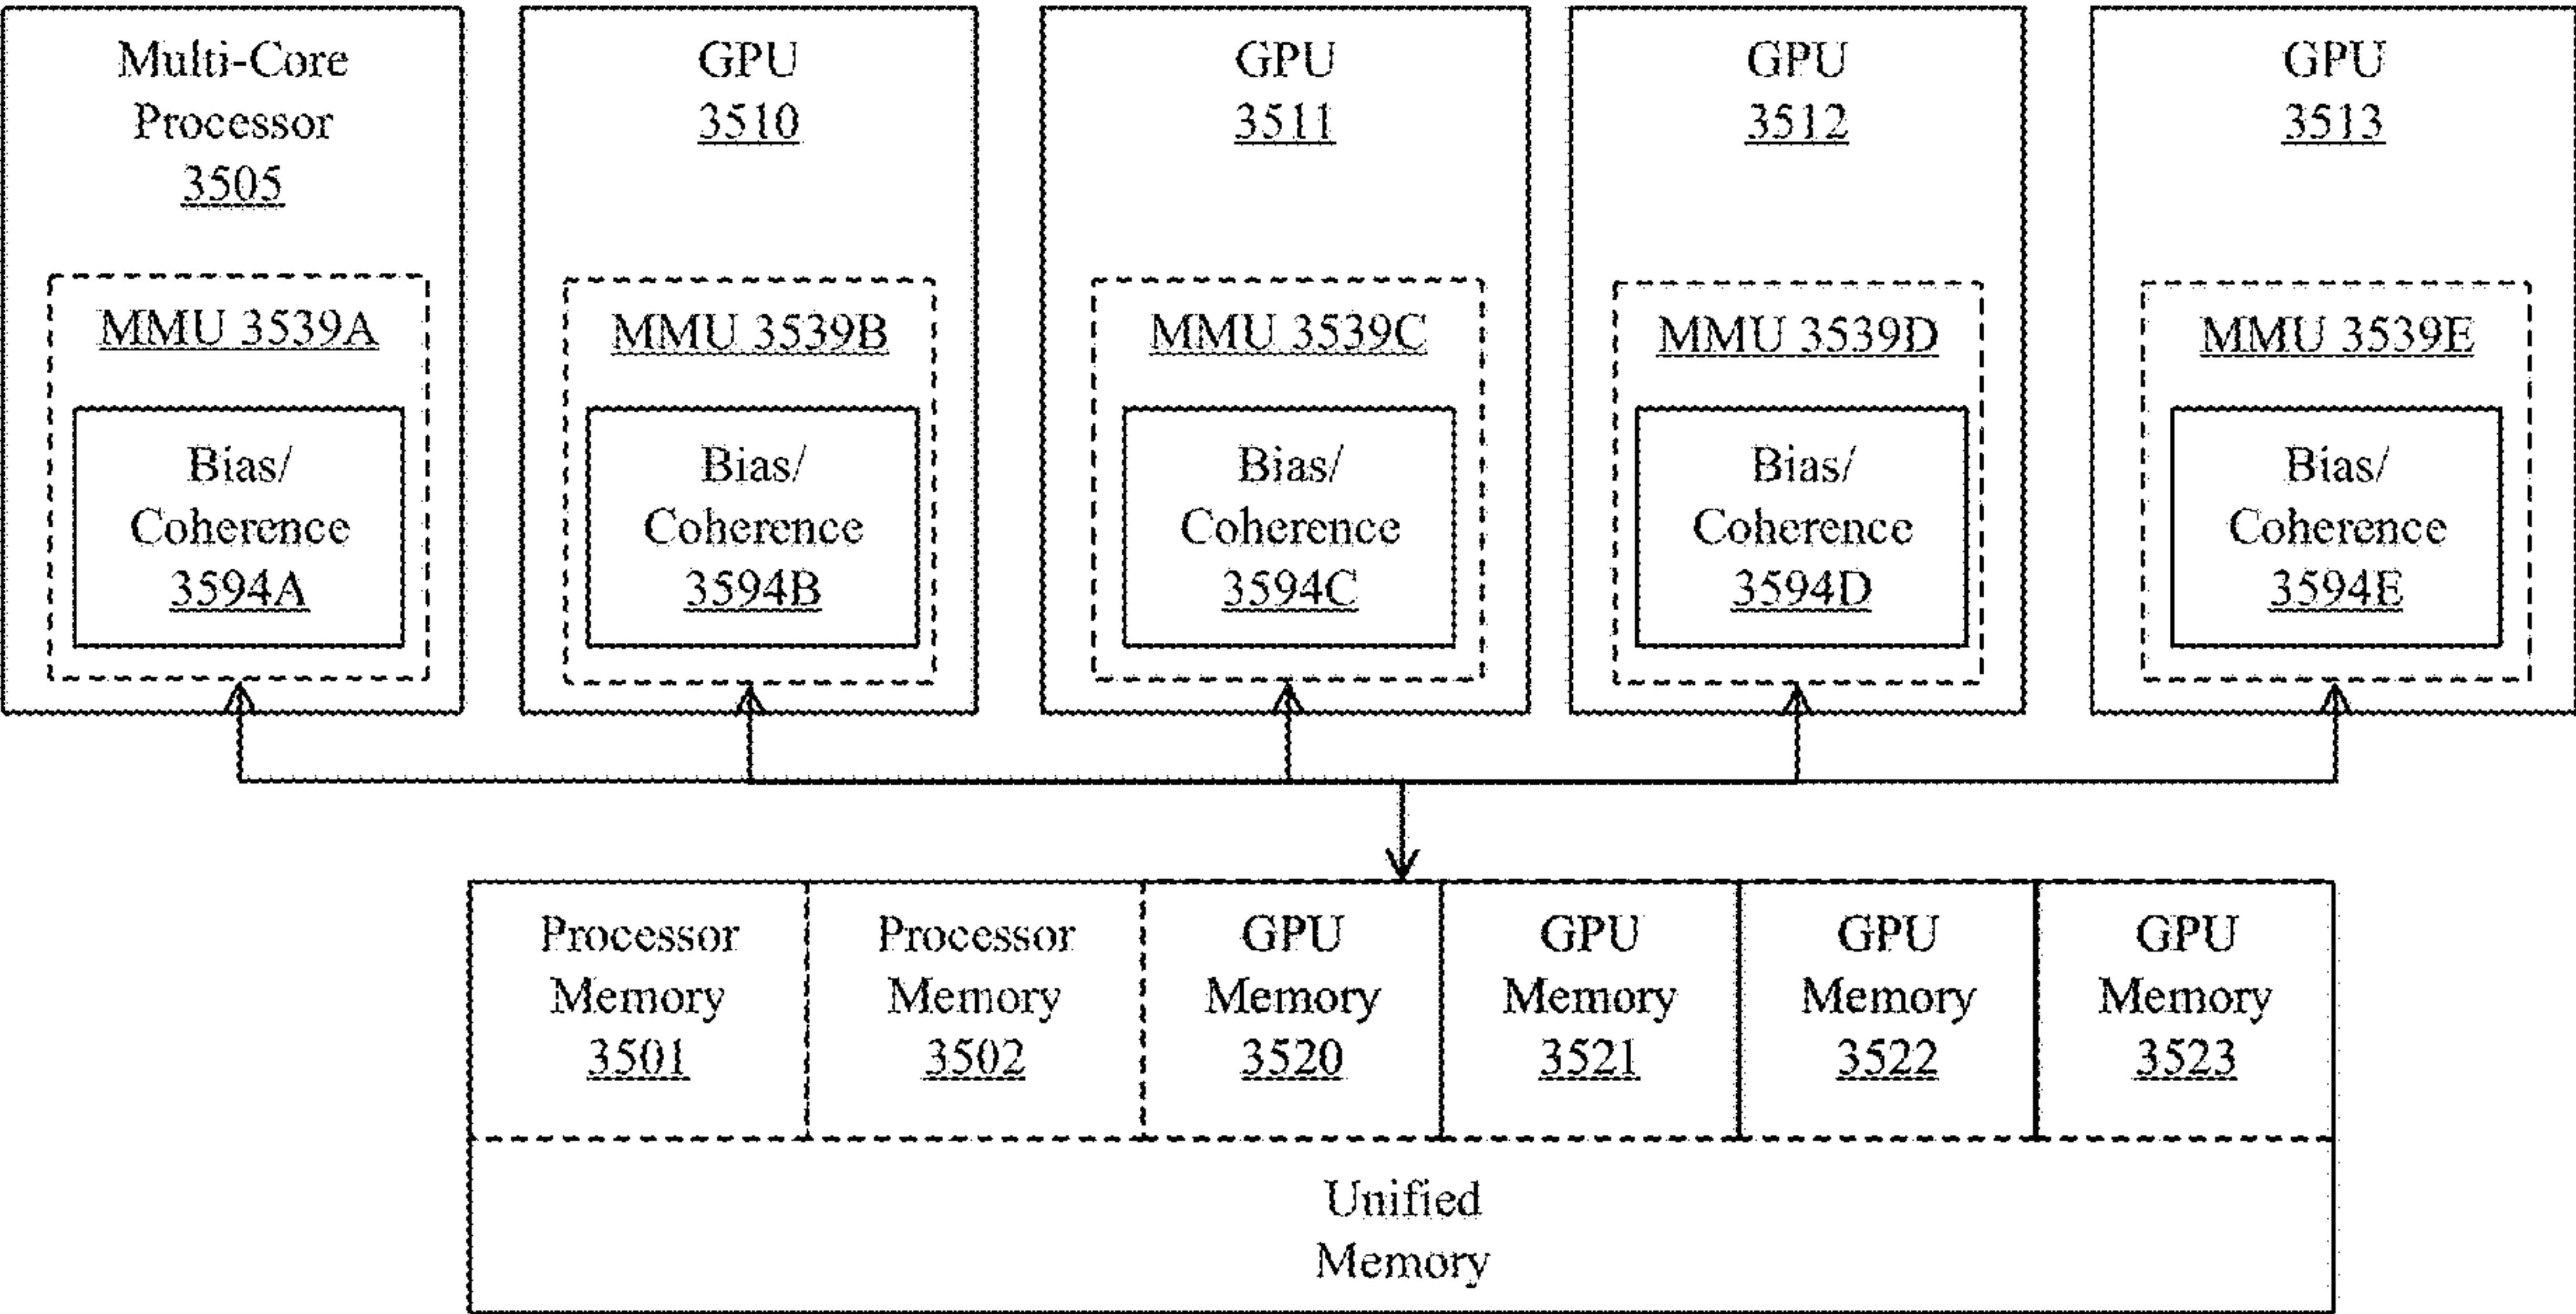 Multi-Core
Processor
3505
MMU 3539A
Bias/
Coherence
3594A
GPU
3510
MMU 3539B
Bias/
Coherence
3594B
GPU
3511
MMU 3539C
Bias/
Coherence
3594C
GPU
3512
MMU 3539D
Bias/
Coherence
3594D
GPU
3513
MMU 3539E
Bias/
Coherence
3594E
Processor
Memory
3501
Processor
Memory
3502
GPU
Memory
3520
GPU
Memory
3521
GPU
Memory
3522
GPU
Memory
3523
Unified
Memory